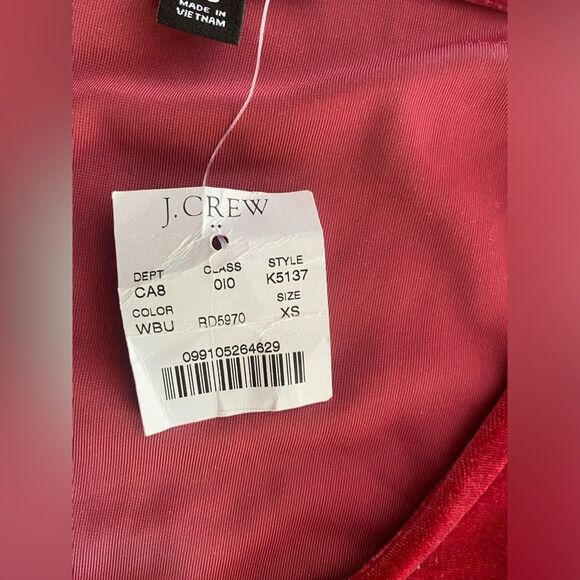 MADE IN
VIETNAM
J.CREW
DEPT CLASS STYLE
CA8 010 K5137
COLOR SIZE
WBU RD5970 XS
099105264629